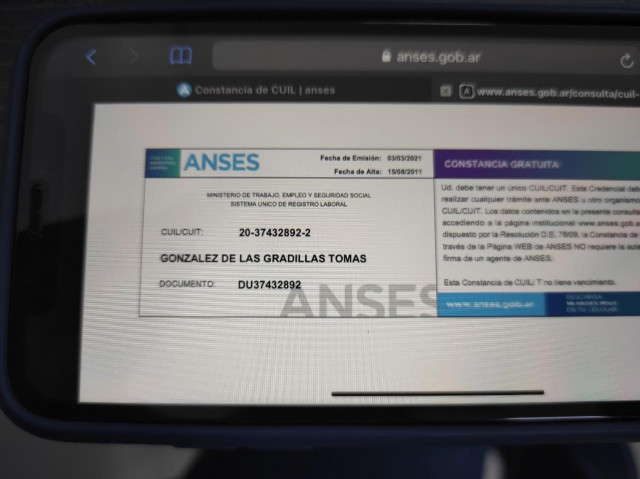 anses.gob.ar
Constancia de CUIL | anses
www.anses.gob.ar/consulta/cuil-
ANSES
Fecha de Emisión: 03/03/2021
Fecha de Alta: 15/08/2011
MINISTERIO DE TRABAJO, EMPLEO Y SEGURIDAD SOCIAL
SISTEMA UNICO DE REGISTRO LABORAL
CUIL/CUIT: 20-37432892-2
GONZALEZ DE LAS GRADILLAS TOMAS
DOCUMENTO: DU37432892
ANSES
CONSTANCIA GRATUITA
Ud. debe tener un único CUIL/CUIT. Esta Credencial deb
realizar cualquier trámite ante ANSES u otro organismo
CUIL/CUIT. Los datos contenidos en la presente consulta
accediendo a la página institucional www.anses.gob.a
dispuesto por la Resolución D.E. 76/09, la Constancia de
través de la Página WEB de ANSES NO requiere la aute
firma de un agente de ANSES.
Esta Constancia de CUIL/ T no tiene vencimiento.
www.anses.gob.ar